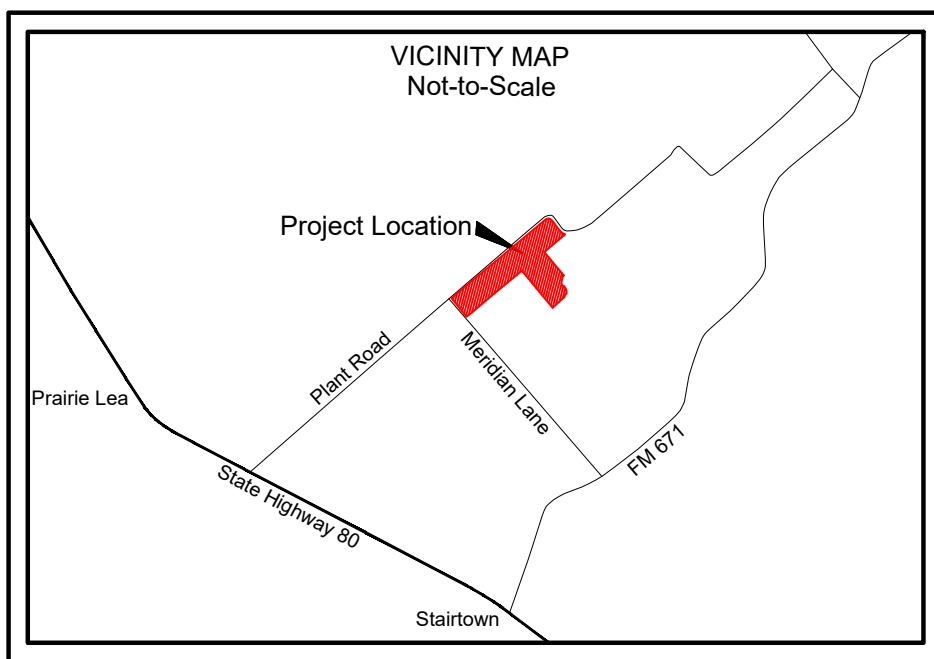 VICINITY MAP
Not-to-Scale
Project Location
Plant Road
Meridian Lane
Prairie Lea
FM 671
State Highway 80
Stairtown